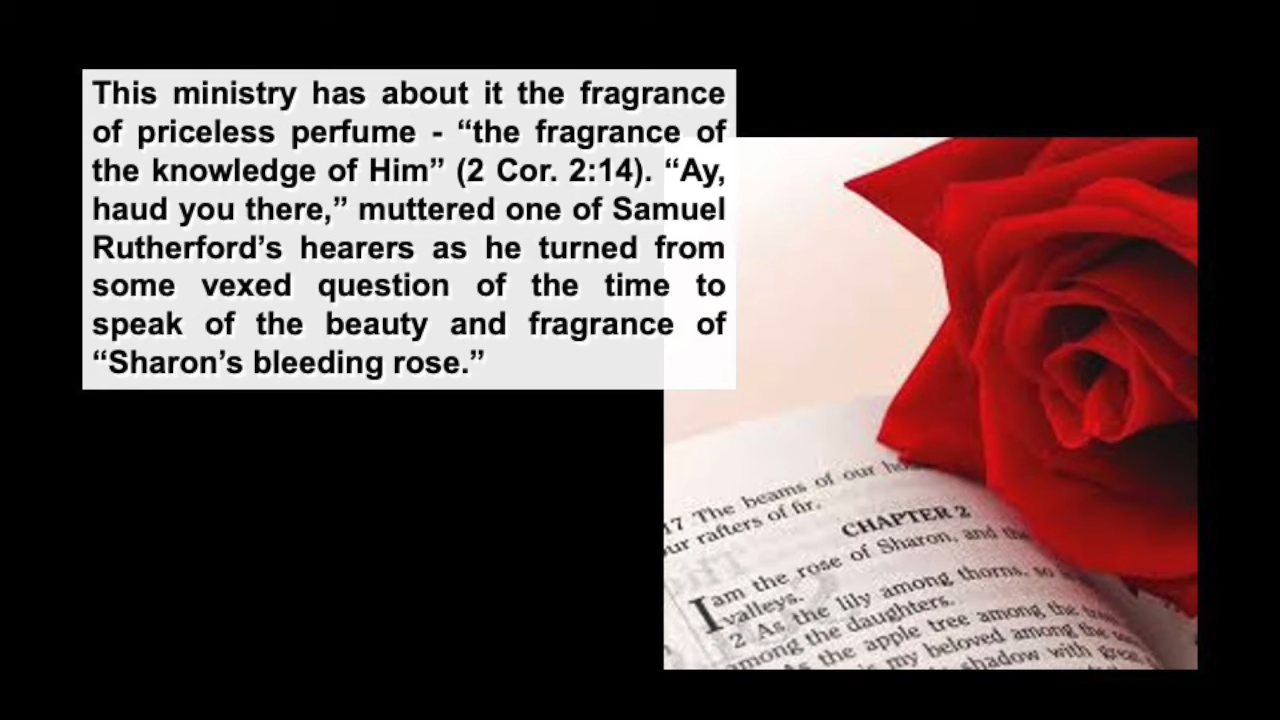 This ministry has about it the fragrance
of priceless perfume - “the fragrance of
the knowledge of Him” (2 Cor. 2:14). “Ay,
haud you there,” muttered one of Samuel
Rutherford’s hearers as he turned from
some vexed question of the time to
speak of the beauty and fragrance of
“Sharon’s bleeding rose.”
17 The beams of our
our rafters of fir.
CHAPTER 2
I am the rose of Sharon, and the
valleys.
2 As the lily among thorns, so
among the daughters.
As the apple tree among the
my beloved among the
shadow with great